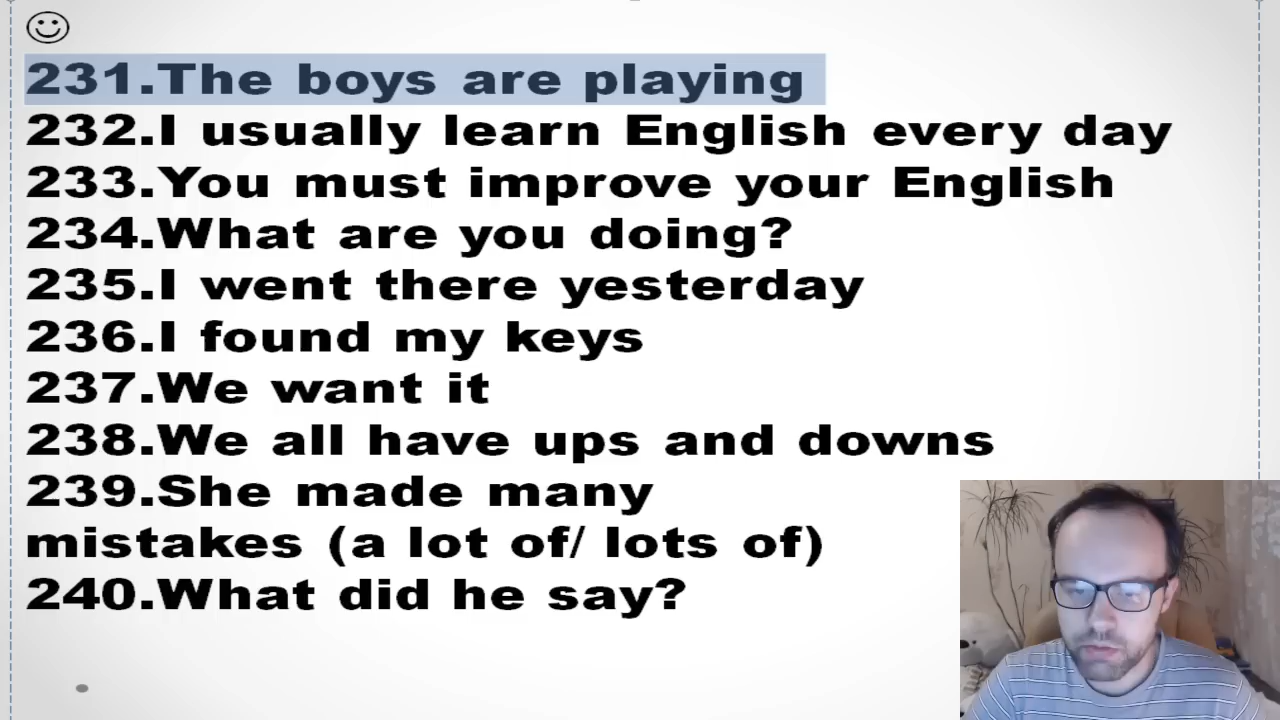 231.The boys are playing
232.I usually learn English every day
233.You must improve your English
234.What are you doing?
235.I went there yesterday
236.I found my keys
237.We want it
238.We all have ups and downs
239.She made many
mistakes (a lot of/ lots of)
240.What did he say?